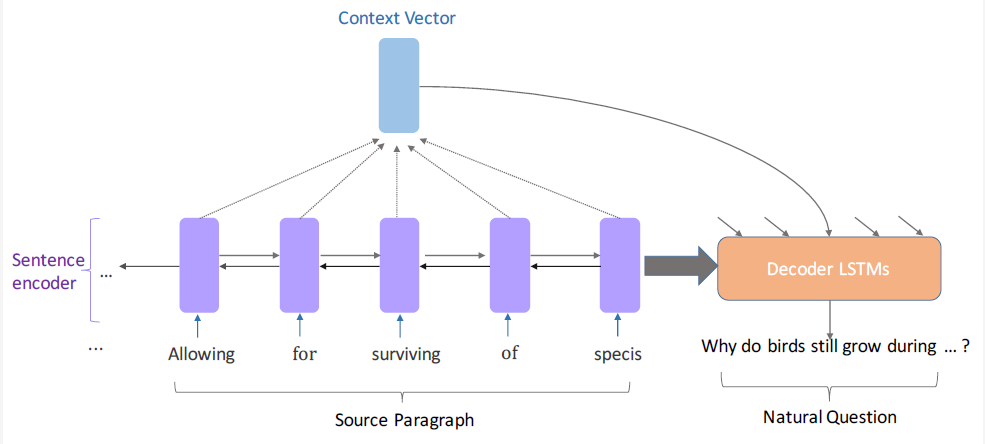 Context Vector
Sentence
encoder
...
Decoder LSTMs
...
Allowing for surviving of specis
Why do birds still grow during ... ?
Source Paragraph
Natural Question